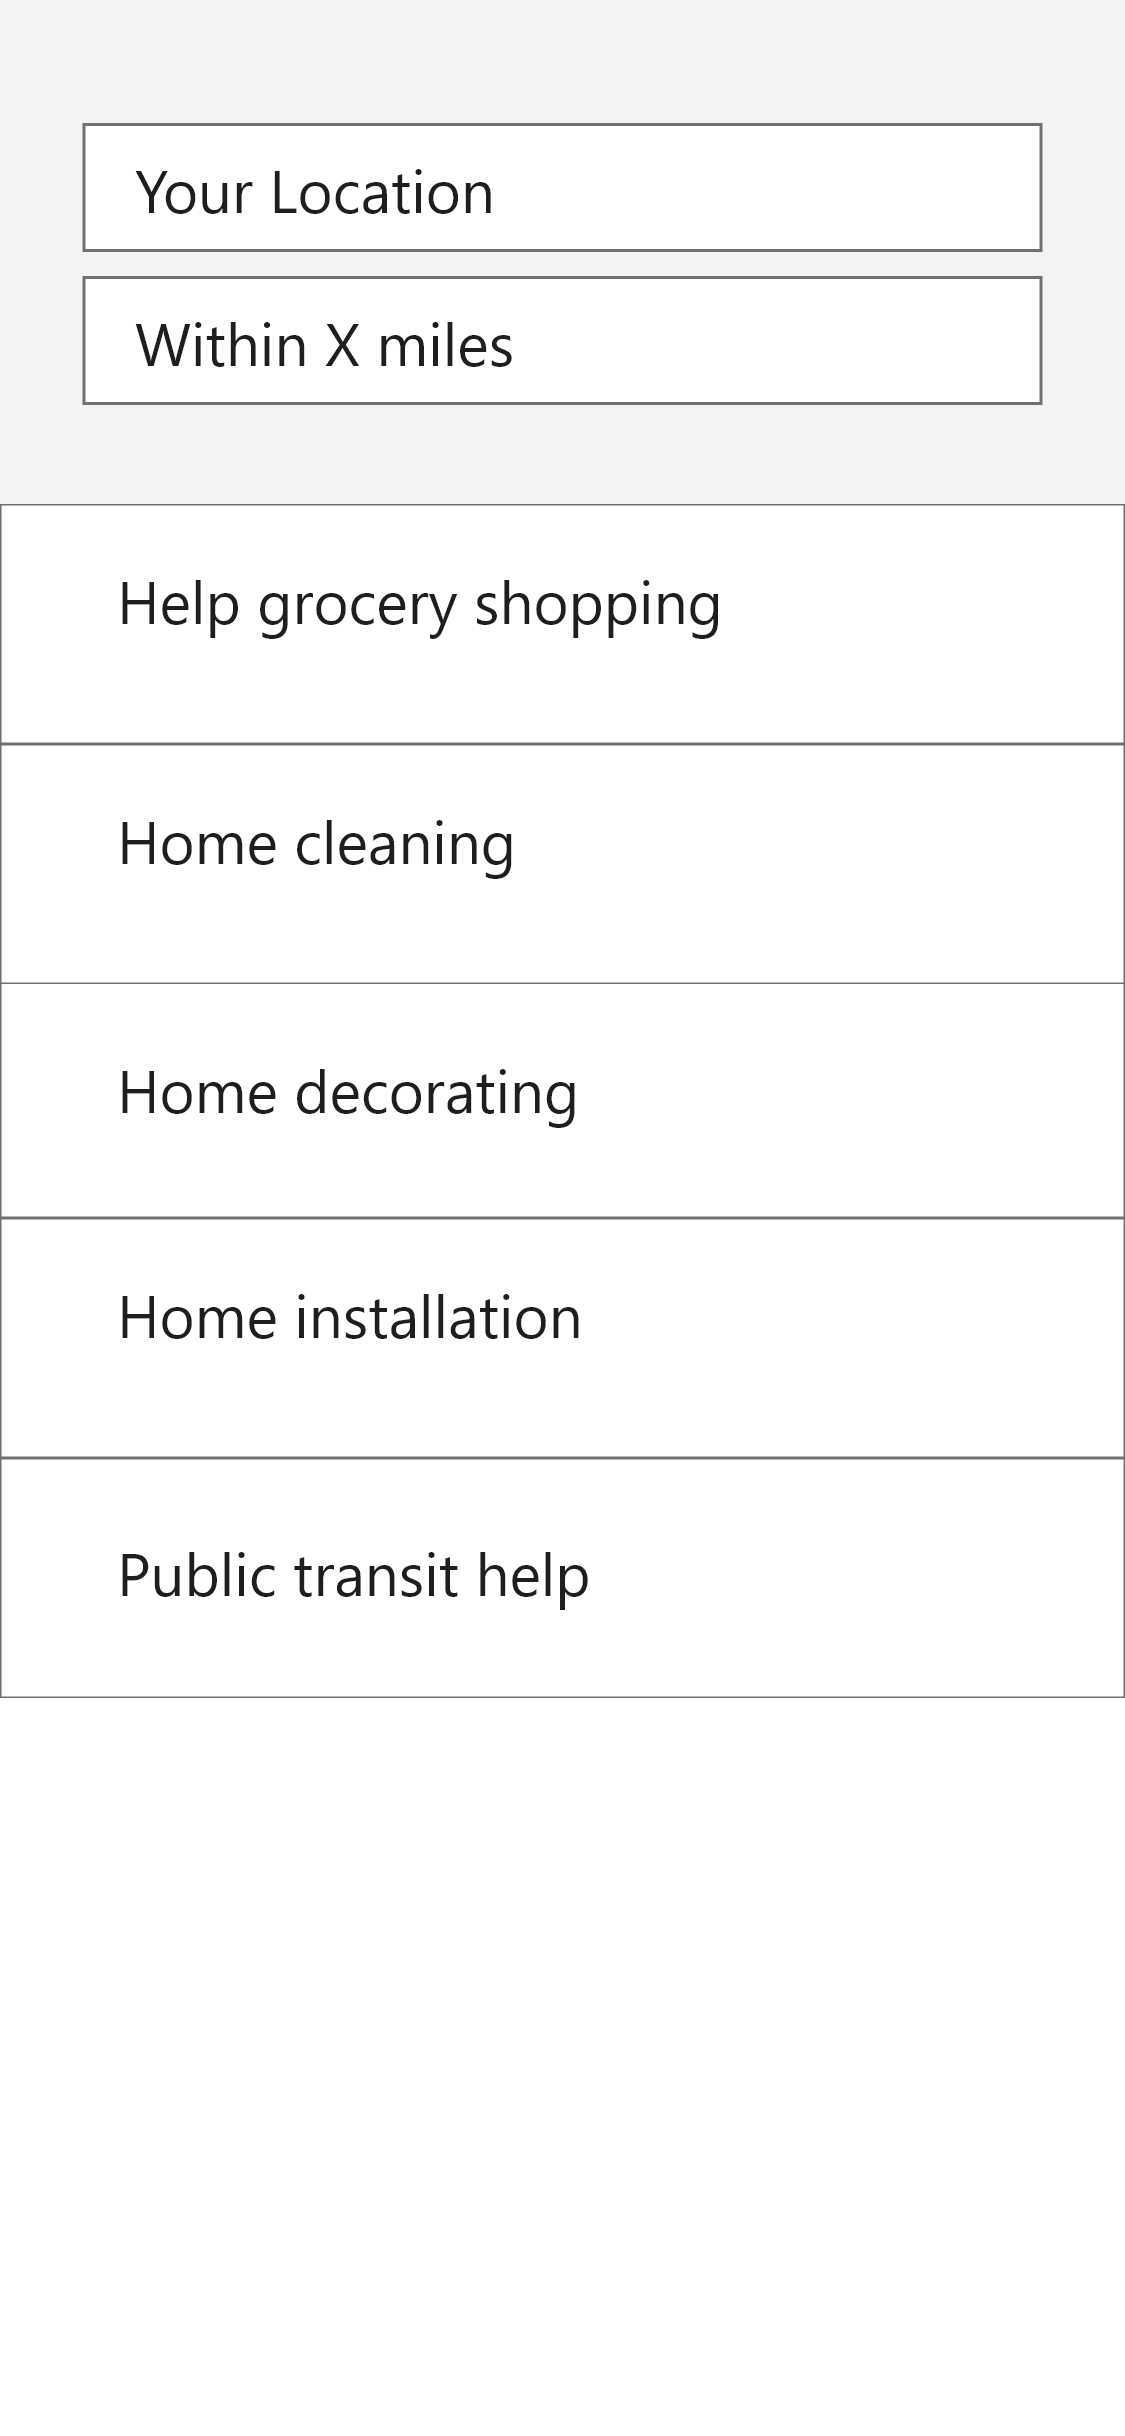 Your Location
Within X miles
Help grocery shopping
Home cleaning
Home decorating
Home installation
Public transit help